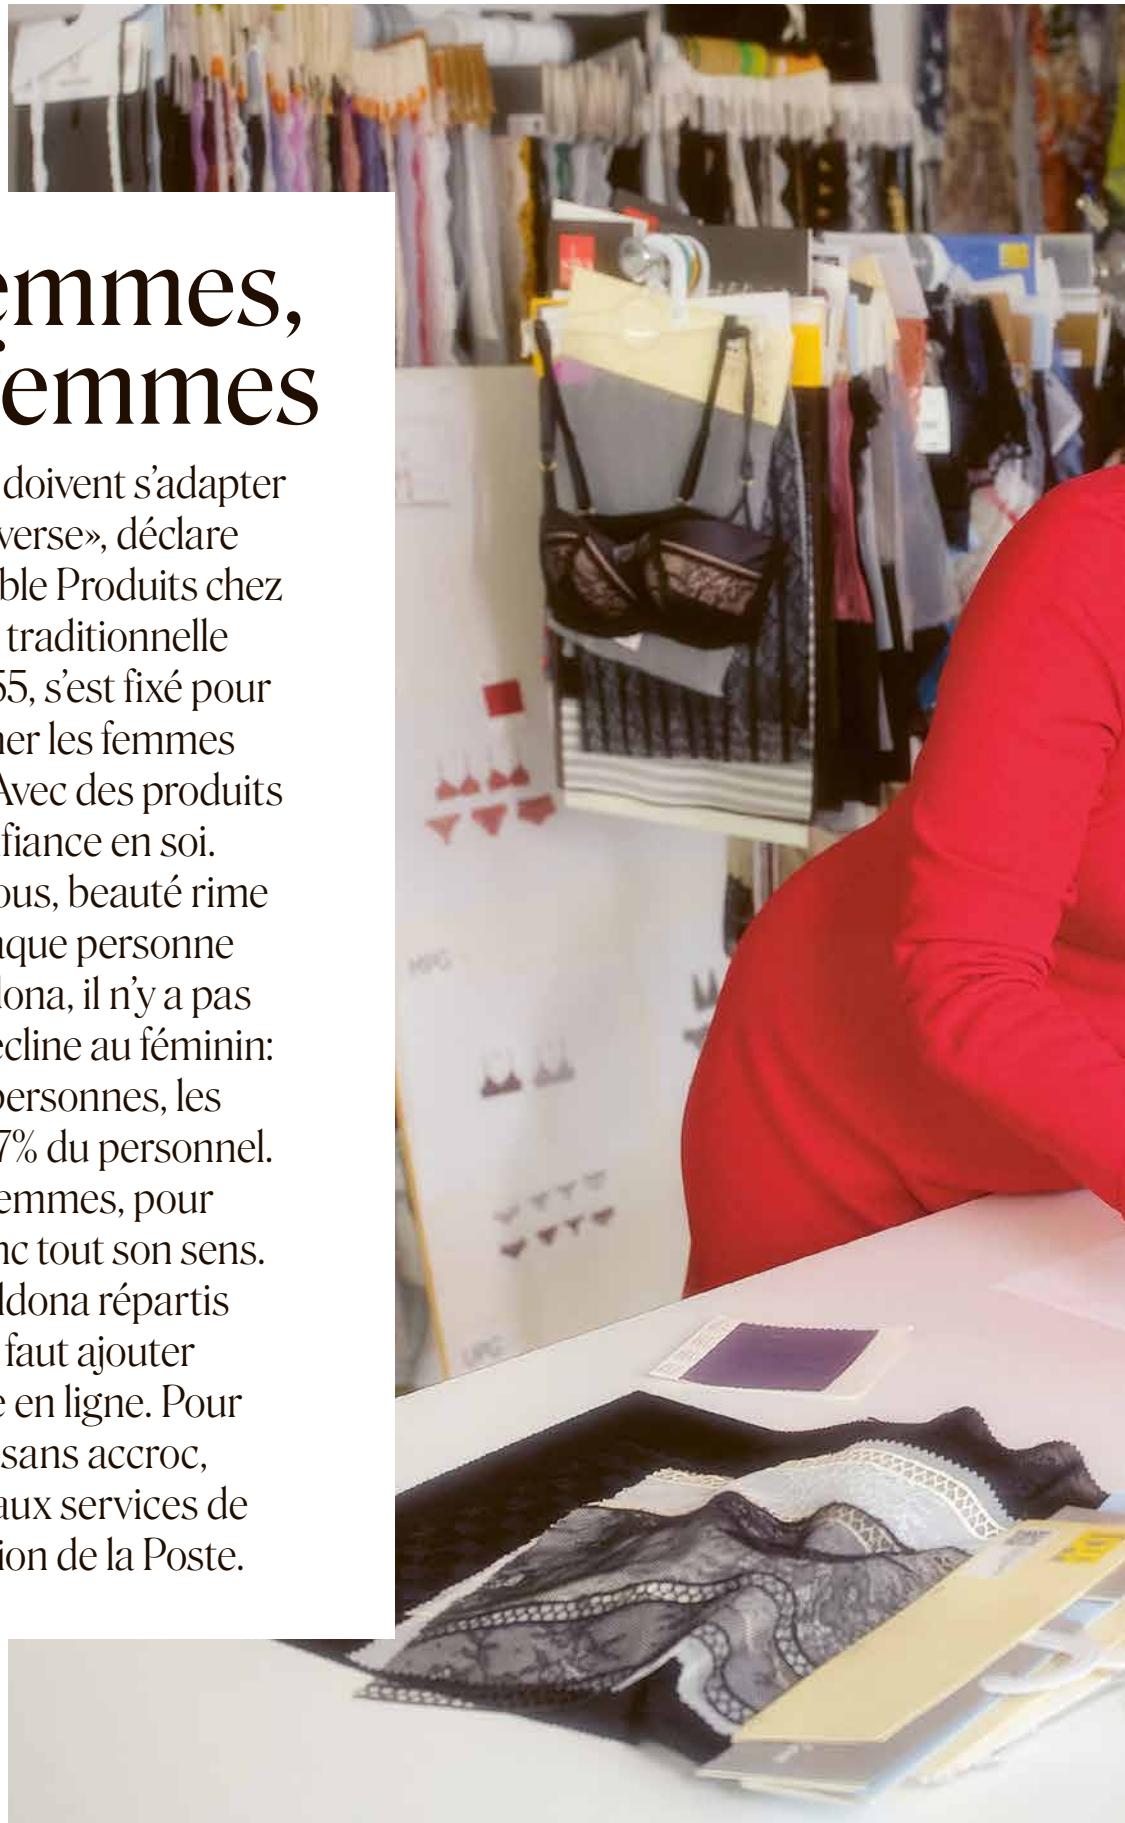 emmes,
femmes
doivent s’adapter
verse», déclare
ble Produits chez
traditionnelle
55, s’est fixé pour
ner les femmes
Avec des produits
fiance en soi.
ous, beauté rime
aque personne
dona, il n’y a pas
écline au féminin:
personnes, les
7% du personnel.
emmes, pour
nc tout son sens.
ldona répartis
faut ajouter
e en ligne. Pour
sans accroc,
aux services de
ion de la Poste.
MPG
UPG